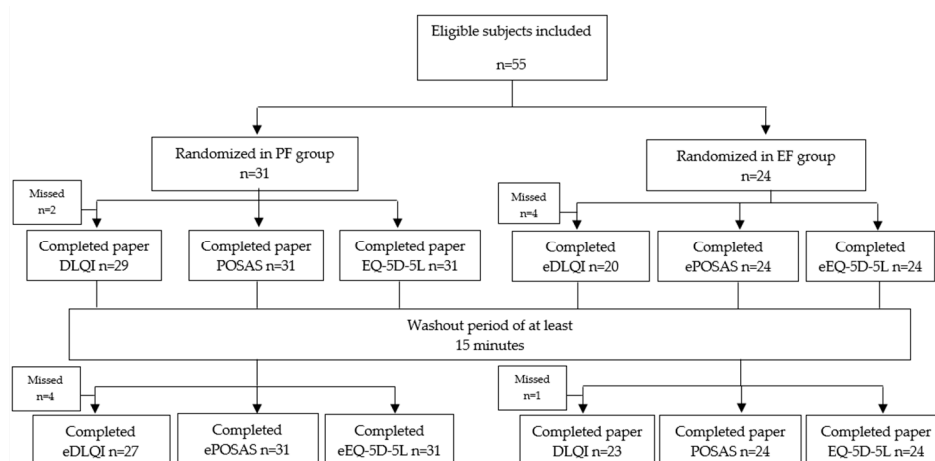 Eligible subjects included
n=55
Randomized in PF group
n=31
Randomized in EF group
n=24
Missed
n=2
Missed
n=4
Completed paper
DLQI n=29
Completed paper
POSAS n=31
Completed paper
EQ-5D-5L n=31
Completed
eDLQI n=20
Completed
ePOSAS n=24
Completed
eEQ-5D-5L n=24
Washout period of at least
15 minutes
Missed
n=4
Missed
n=1
Completed
eDLQI n=27
Completed
ePOSAS n=31
Completed
eEQ-5D-5L n=31
Completed paper
DLQI n=23
Completed paper
POSAS n=24
Completed paper
EQ-5D-5L n=24